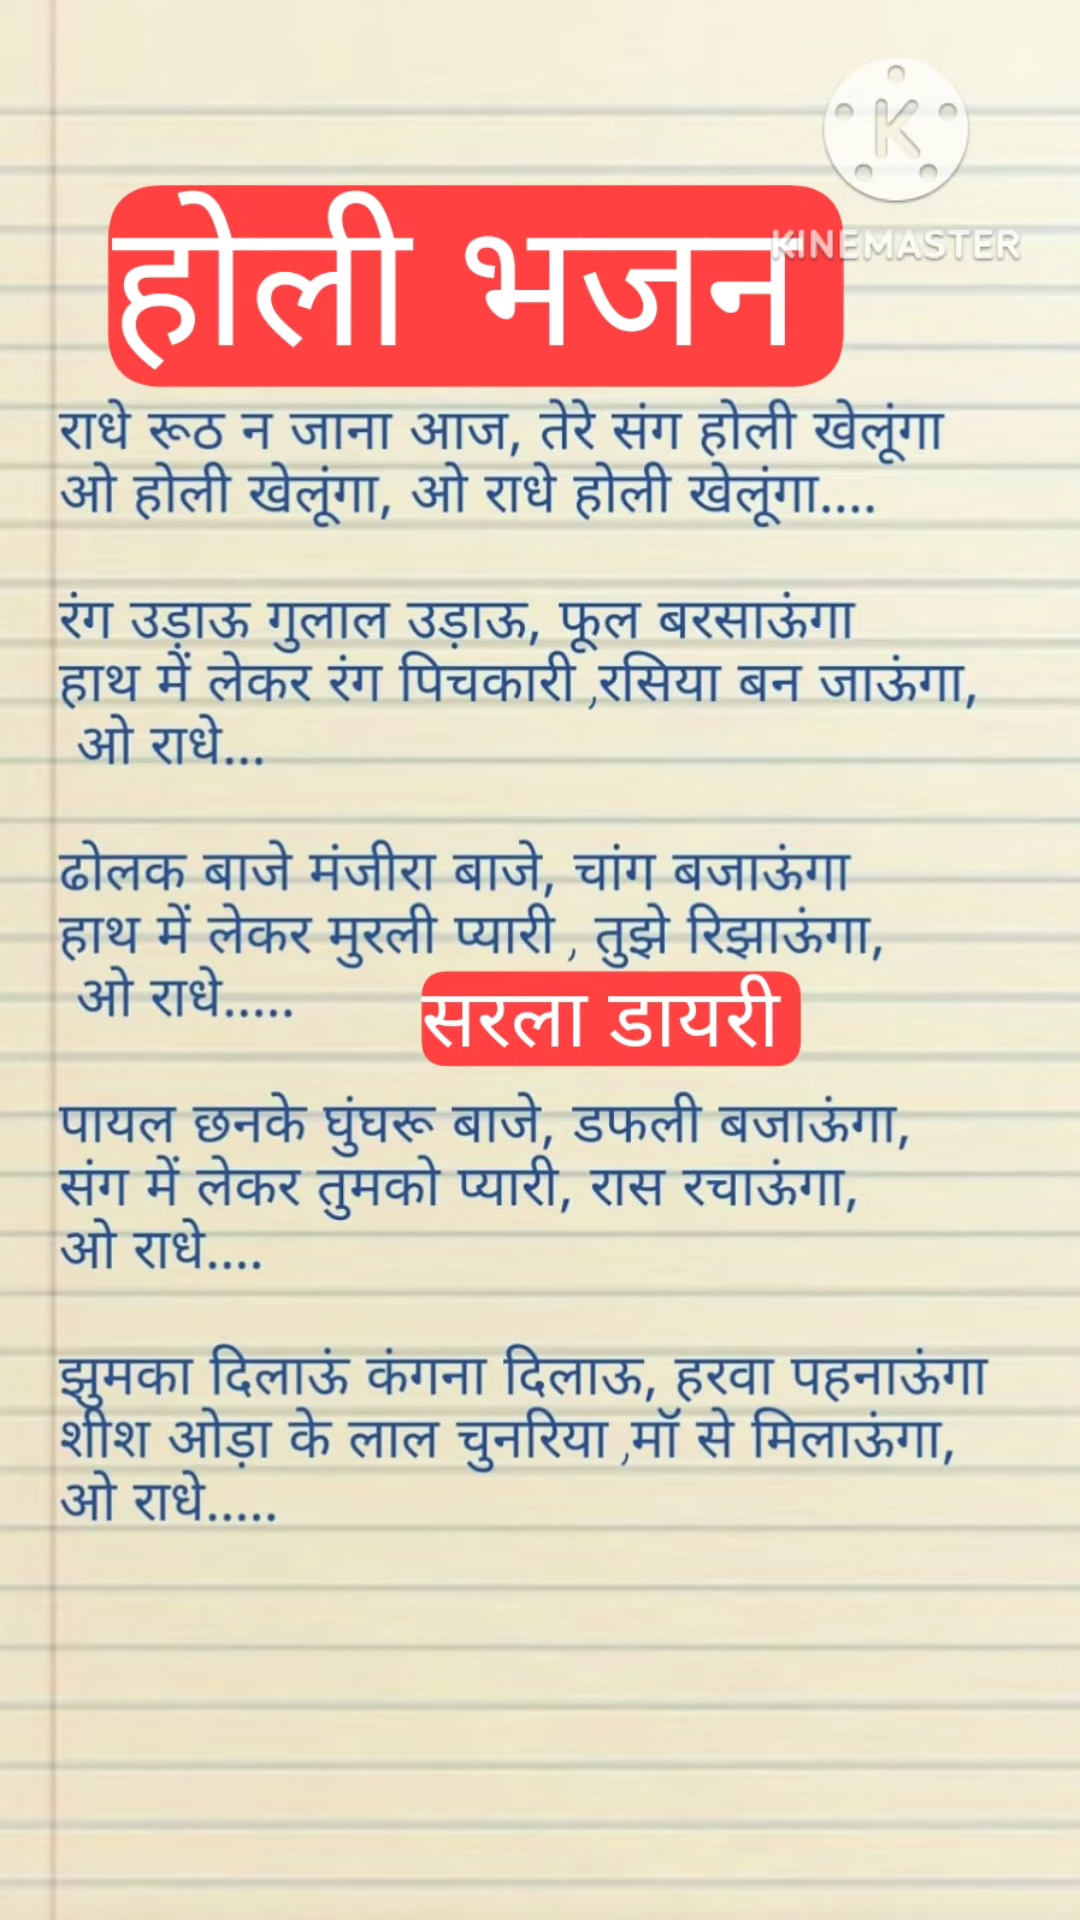 KINEMASTER
होली भजन
राधे रूठ न जाना आज, तेरे संग होली खेलूंगा
ओ होली खेलूंगा, ओ राधे होली खेलूंगा....
रंग उड़ाऊ गुलाल उड़ाऊ, फूल बरसाऊंगा
हाथ में लेकर रंग पिचकारी ,रसिया बन जाऊंगा,
ओ राधे...
ढोलक बाजे मंजीरा बाजे, चांग बजाऊंगा
हाथ में लेकर मुरली प्यारी , तुझे रिझाऊंगा,
ओ राधे.....
सरला डायरी
पायल छनके घुंघरू बाजे, डफली बजाऊंगा,
संग में लेकर तुमको प्यारी, रास रचाऊंगा,
ओ राधे....
झुमका दिलाऊं कंगना दिलाऊ, हरवा पहनाऊंगा
शीश ओड़ा के लाल चुनरिया ,मॉ से मिलाऊंगा,
ओ राधे.....